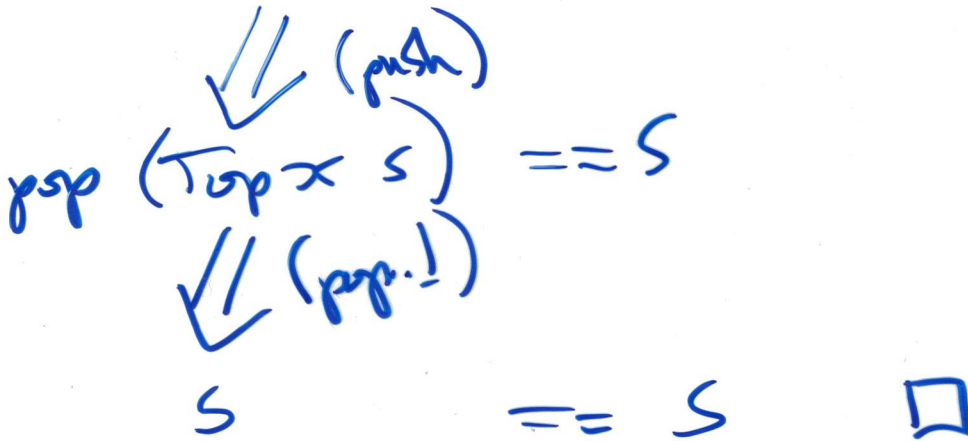 (push)
pop (Top x s) == s
(pop.1)
s == s □